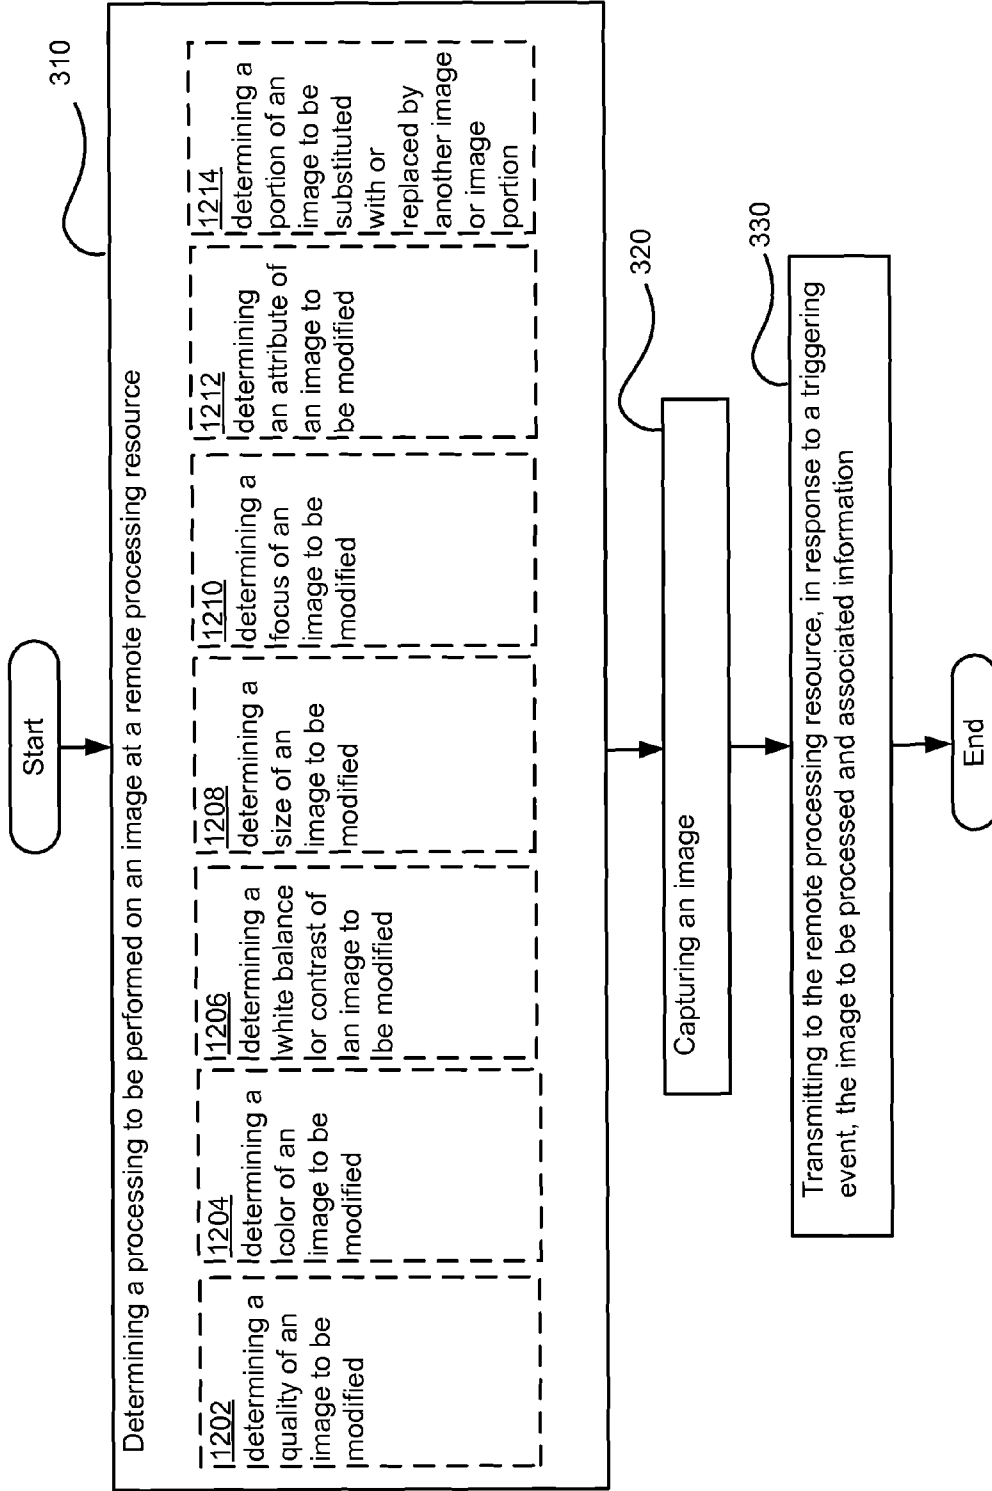 Start
310
Determining a processing to be performed on an image at a remote processing resource
1202
determining a
quality of an
image to be
modified
1204
determining a
color of an
image to be
modified
1206
determining a
white balance
or contrast of
an image to
be modified
1208
determining a
size of an
image to be
modified
1210
determining a
focus of an
image to be
modified
1212
determining
an attribute of
an image to
be modified
1214
determining a
portion of an
image to be
substituted
with or
replaced by
another image
or image
portion
320
Capturing an image
330
Transmitting to the remote processing resource, in response to a triggering
event, the image to be processed and associated information
End